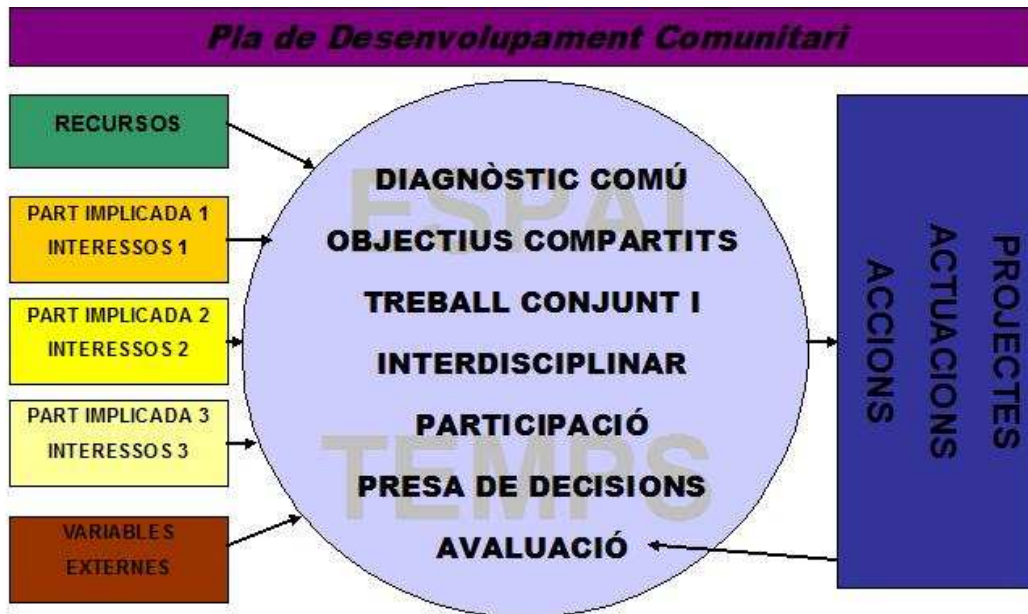 Pla de Desenvolupament Comunitari
RECURSOS
PART IMPLICADA 1
INTERESSOS 1
PART IMPLICADA 2
INTERESSOS 2
PART IMPLICADA 3
INTERESSOS 3
VARIABLES
EXTERNES
ESPAI
DIAGNÒSTIC COMÚ
OBJECTIUS COMPARTITS
TREBALL CONJUNT I
INTERDISCIPLINAR
PARTICIPACIÓ
TEMPS
PRESA DE DECISIONS
AVALUACIÓ
PROJECTES
ACTUACIONS
ACCIONS